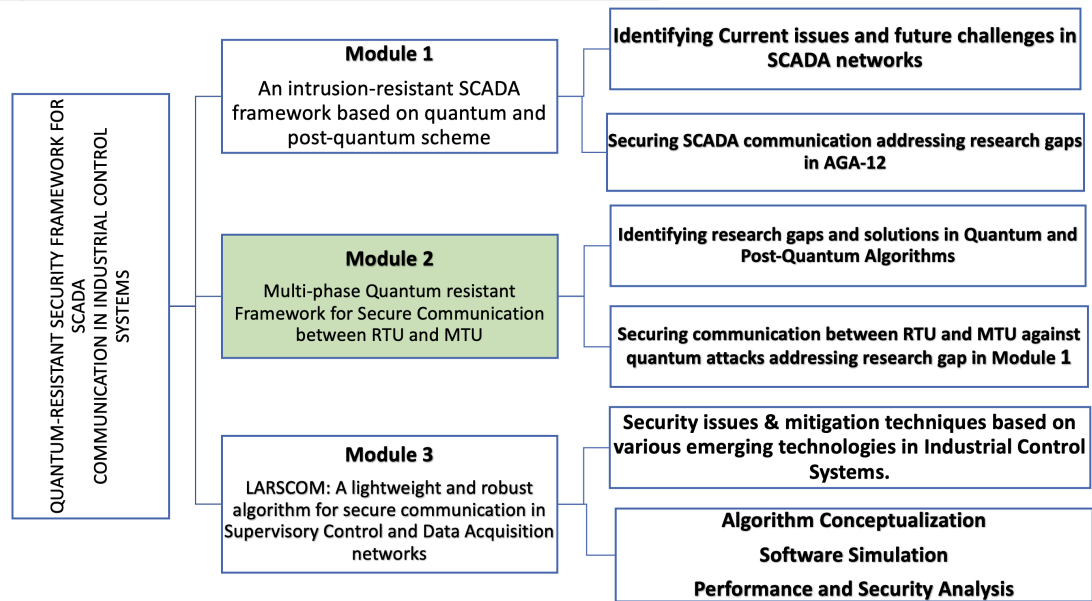 QUANTUM-RESISTANT SECURITY FRAMEWORK FOR
SCADA
COMMUNICATION IN INDUSTRIAL CONTROL
SYSTEMS
Module 1
An intrusion-resistant SCADA
framework based on quantum and
post-quantum scheme
Identifying Current issues and future challenges in
SCADA networks
Securing SCADA communication addressing research gaps
in AGA-12
Module 2
Multi-phase Quantum resistant
Framework for Secure Communication
between RTU and MTU
Identifying research gaps and solutions in Quantum and
Post-Quantum Algorithms
Securing communication between RTU and MTU against
quantum attacks addressing research gap in Module 1
Module 3
LARSCOM: A lightweight and robust
algorithm for secure communication in
Supervisory Control and Data Acquisition
networks
Security issues & mitigation techniques based on
various emerging technologies in Industrial Control
Systems.
Algorithm Conceptualization
Software Simulation
Performance and Security Analysis